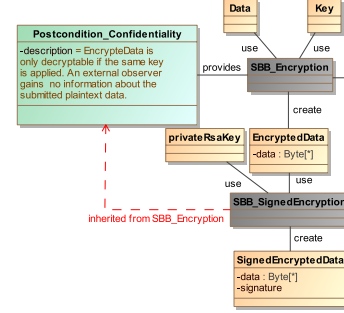 Data
Key
Postcondition_Confidentiality
-description = EncrypteData is
only decryptable if the same key
is applied. An external observer
gains  no information about the
submitted plaintext data.
use
use
provides
SBB_Encryption
create
privateRsaKey
EncryptedData
-data : Byte[*]
use
use
SBB_SignedEncryption
inherited from SBB_Encryption
create
SignedEncryptedData
-data : Byte[*]
-signature